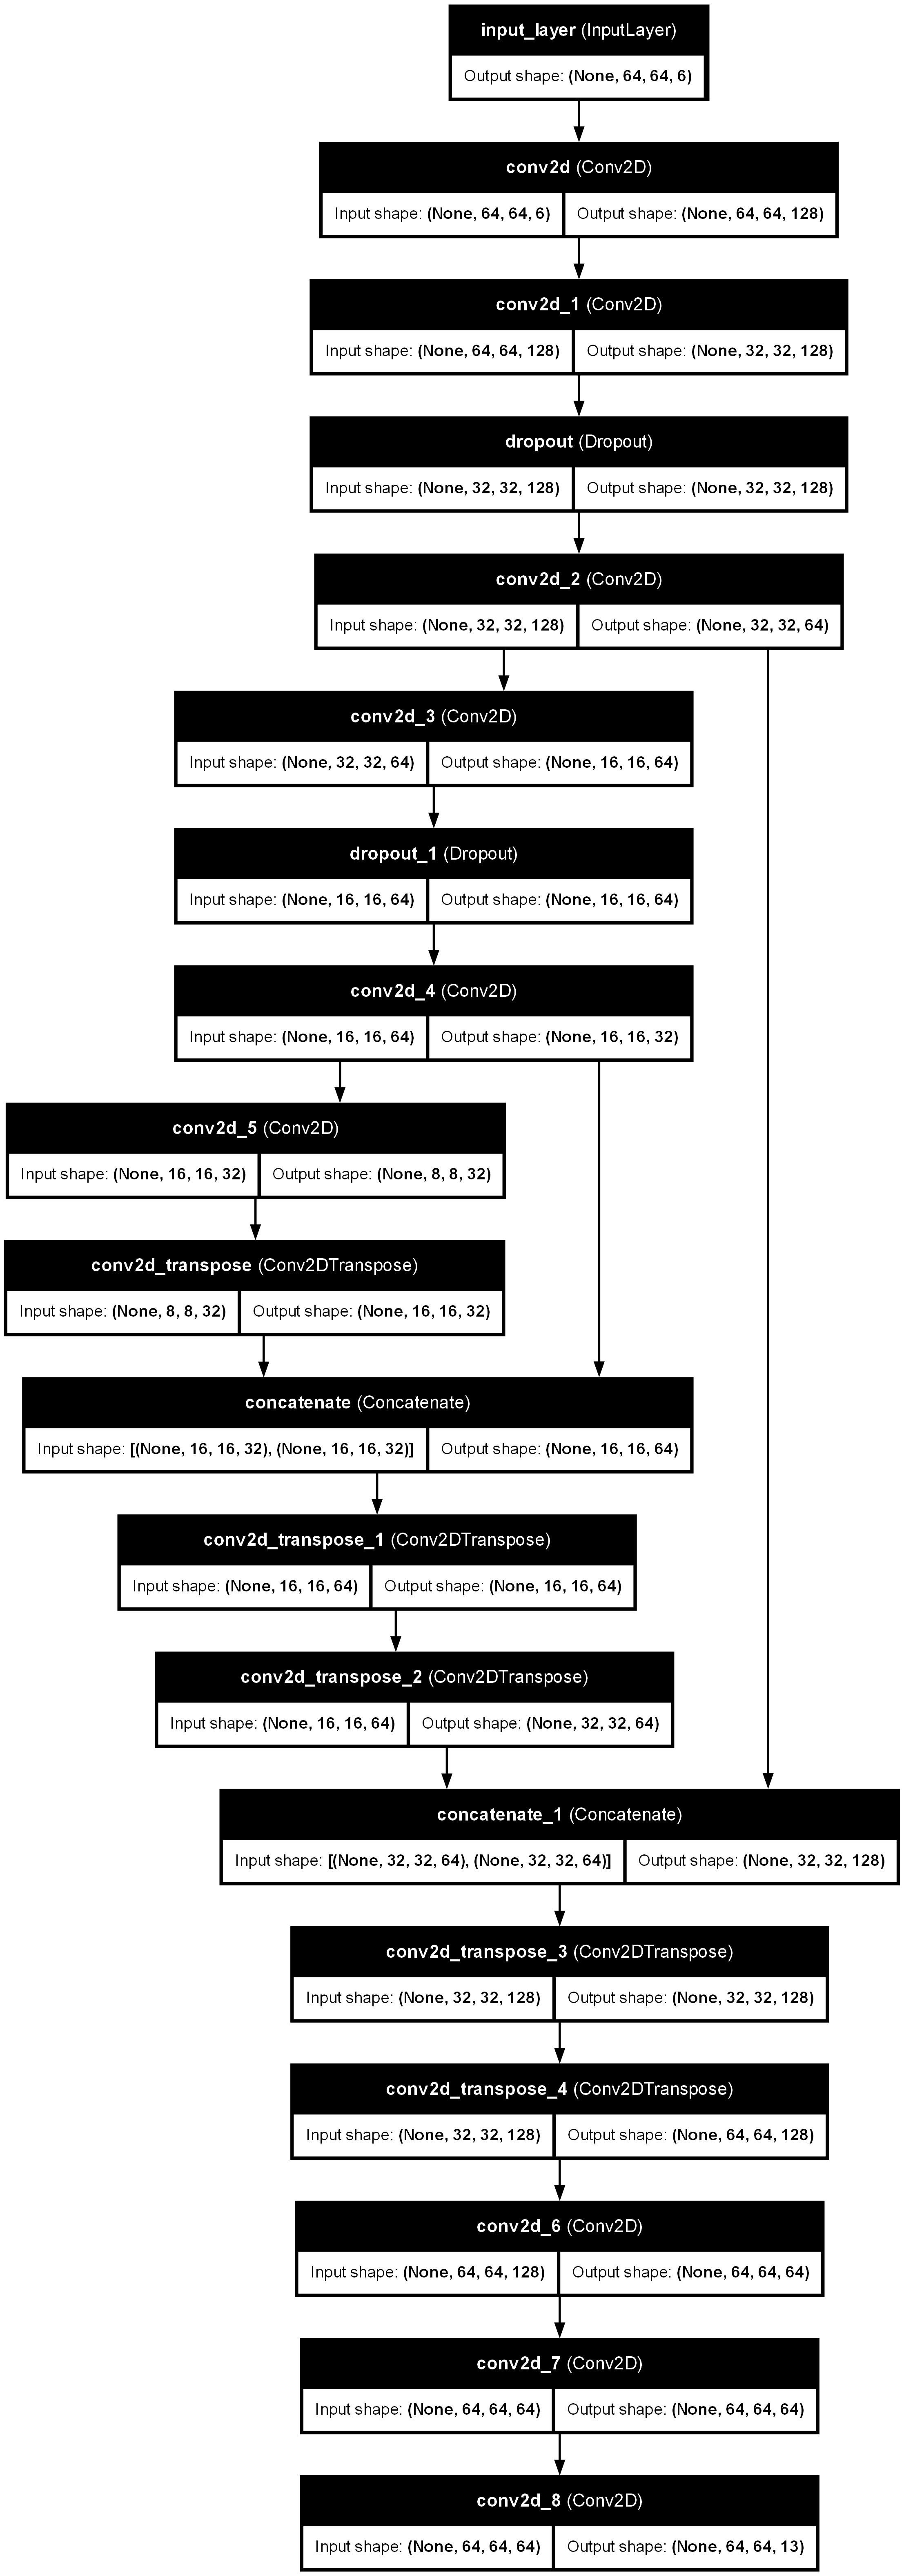 input_layer (InputLayer)
Output shape: (None, 64, 64, 6)
conv2d (Conv2D)
Input shape: (None, 64, 64, 6) Output shape: (None, 64, 64, 128)
conv2d_1 (Conv2D)
Input shape: (None, 64, 64, 128) Output shape: (None, 32, 32, 128)
dropout (Dropout)
Input shape: (None, 32, 32, 128) Output shape: (None, 32, 32, 128)
conv2d_2 (Conv2D)
Input shape: (None, 32, 32, 128) Output shape: (None, 32, 32, 64)
conv2d_3 (Conv2D)
Input shape: (None, 32, 32, 64) Output shape: (None, 16, 16, 64)
dropout_1 (Dropout)
Input shape: (None, 16, 16, 64) Output shape: (None, 16, 16, 64)
conv2d_4 (Conv2D)
Input shape: (None, 16, 16, 64) Output shape: (None, 16, 16, 32)
conv2d_5 (Conv2D)
Input shape: (None, 16, 16, 32) Output shape: (None, 8, 8, 32)
conv2d_transpose (Conv2DTranspose)
Input shape: (None, 8, 8, 32) Output shape: (None, 16, 16, 32)
concatenate (Concatenate)
Input shape: [(None, 16, 16, 32), (None, 16, 16, 32)] Output shape: (None, 16, 16, 64)
conv2d_transpose_1 (Conv2DTranspose)
Input shape: (None, 16, 16, 64) Output shape: (None, 16, 16, 64)
conv2d_transpose_2 (Conv2DTranspose)
Input shape: (None, 16, 16, 64) Output shape: (None, 32, 32, 64)
concatenate_1 (Concatenate)
Input shape: [(None, 32, 32, 64), (None, 32, 32, 64)] Output shape: (None, 32, 32, 128)
conv2d_transpose_3 (Conv2DTranspose)
Input shape: (None, 32, 32, 128) Output shape: (None, 32, 32, 128)
conv2d_transpose_4 (Conv2DTranspose)
Input shape: (None, 32, 32, 128) Output shape: (None, 64, 64, 128)
conv2d_6 (Conv2D)
Input shape: (None, 64, 64, 128) Output shape: (None, 64, 64, 64)
conv2d_7 (Conv2D)
Input shape: (None, 64, 64, 64) Output shape: (None, 64, 64, 64)
conv2d_8 (Conv2D)
Input shape: (None, 64, 64, 64) Output shape: (None, 64, 64, 13)